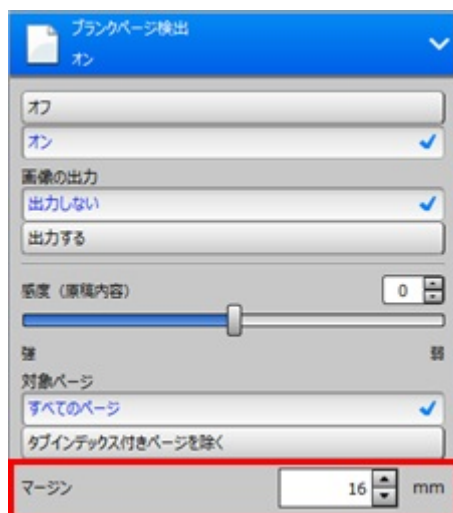 ブランクページ検出
オン
オフ
オン
画像の出力
出力しない
出力する
感度（原稿内容） 0
強 弱
対象ページ
すべてのページ
タブインデックス付きページを除く
マージン 16 mm